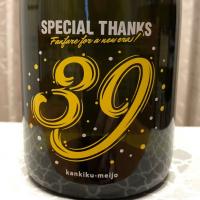 SPECIAL THANKS
Fanfare for a new era!
39
kankiku-meijo